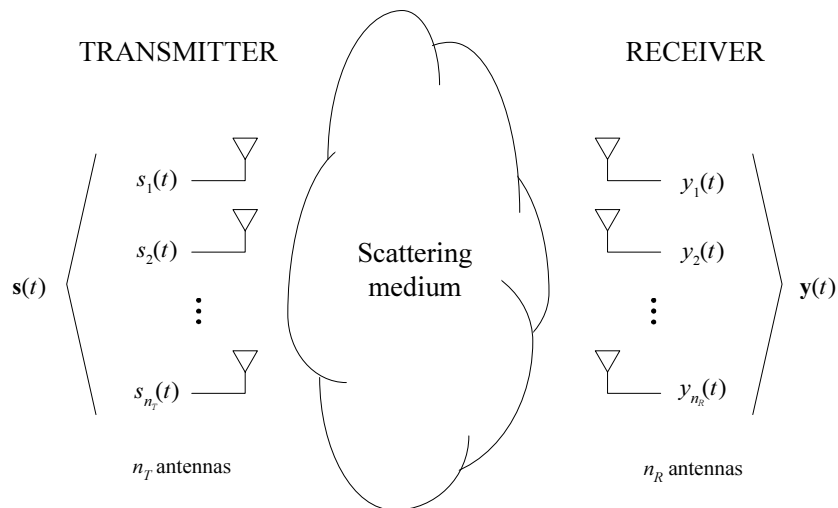 TRANSMITTER
RECEIVER
s₁(t)
y₁(t)
s₂(t)
y₂(t)
s(t)
Scattering
medium
y(t)
s_{n_T}(t)
y_{n_R}(t)
n_T antennas
n_R antennas